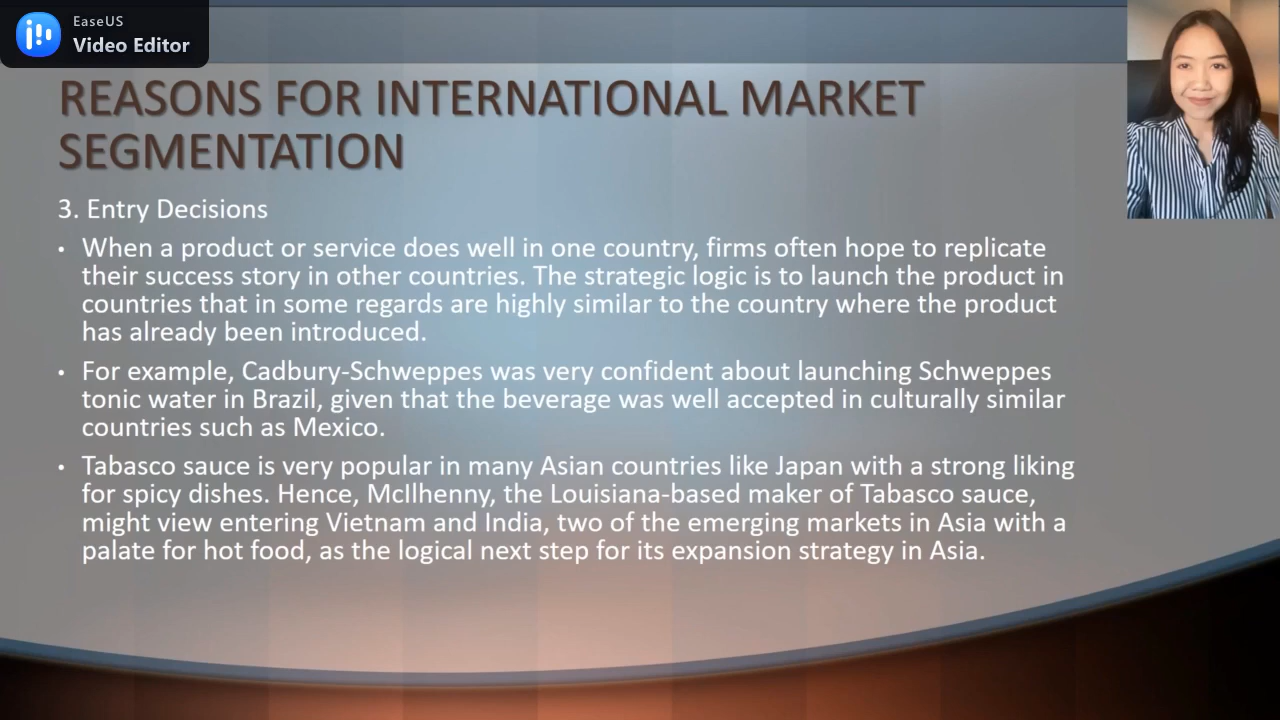 EaseUS
Video Editor
REASONS FOR INTERNATIONAL MARKET
SEGMENTATION
3. Entry Decisions
• When a product or service does well in one country, firms often hope to replicate
their success story in other countries. The strategic logic is to launch the product in
countries that in some regards are highly similar to the country where the product
has already been introduced.
• For example, Cadbury-Schweppes was very confident about launching Schweppes
tonic water in Brazil, given that the beverage was well accepted in culturally similar
countries such as Mexico.
• Tabasco sauce is very popular in many Asian countries like Japan with a strong liking
for spicy dishes. Hence, McIlhenny, the Louisiana-based maker of Tabasco sauce,
might view entering Vietnam and India, two of the emerging markets in Asia with a
palate for hot food, as the logical next step for its expansion strategy in Asia.